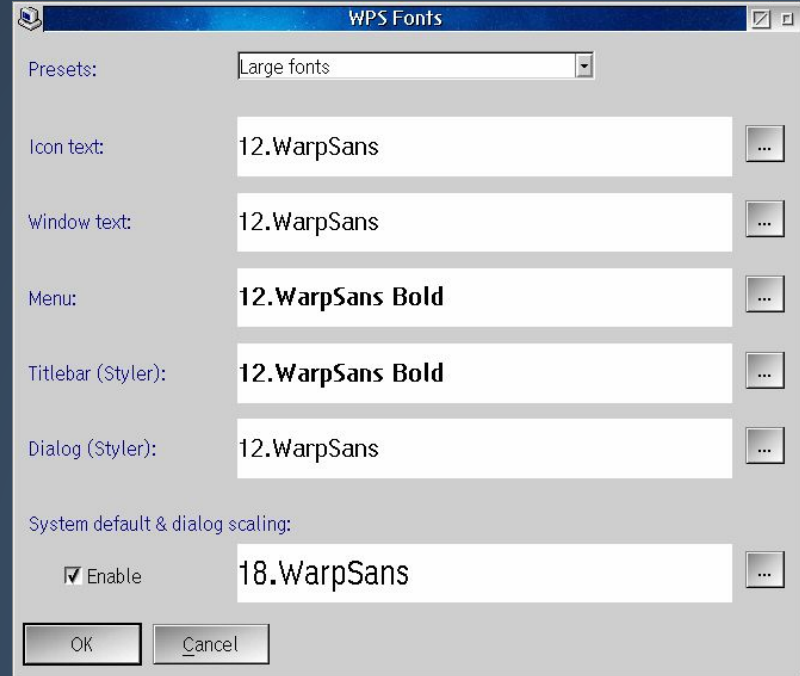 WPS Fonts
Presets: Large fonts
Icon text: 12.WarpSans ...
Window text: 12.WarpSans ...
Menu: 12.WarpSans Bold ...
Titlebar (Styler): 12.WarpSans Bold ...
Dialog (Styler): 12.WarpSans ...
System default & dialog scaling:
Enable 18.WarpSans ...
OK Cancel